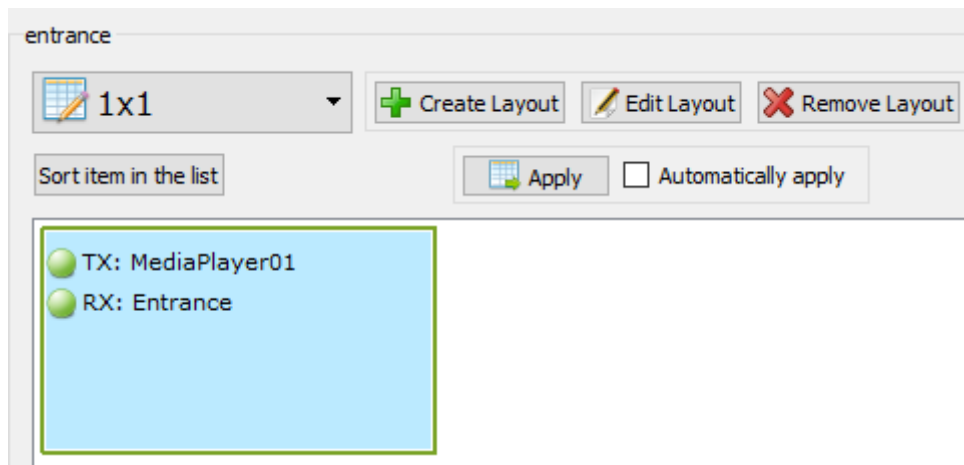 entrance
1x1
Create Layout
Edit Layout
Remove Layout
Sort item in the list
Apply
Automatically apply
TX: MediaPlayer01
RX: Entrance